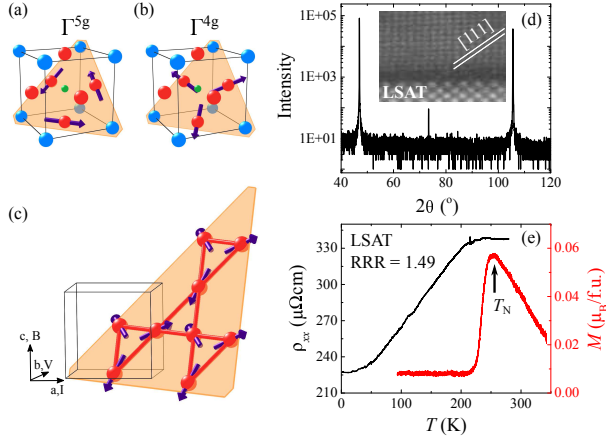 (a)
Γ5g
(b)
Γ4g
(c)
c, B
b,V
a,I
(d)
Intensity
1E+05
1E+03
1E+01
[111]
LSAT
40 60 80 100 120
2θ (o)
(e)
LSAT
RRR = 1.49
TN
ρxx (μΩcm)
330
300
270
240
210
M (μB/f.u.)
0.06
0.04
0.02
0.00
0 100 200 300
T (K)